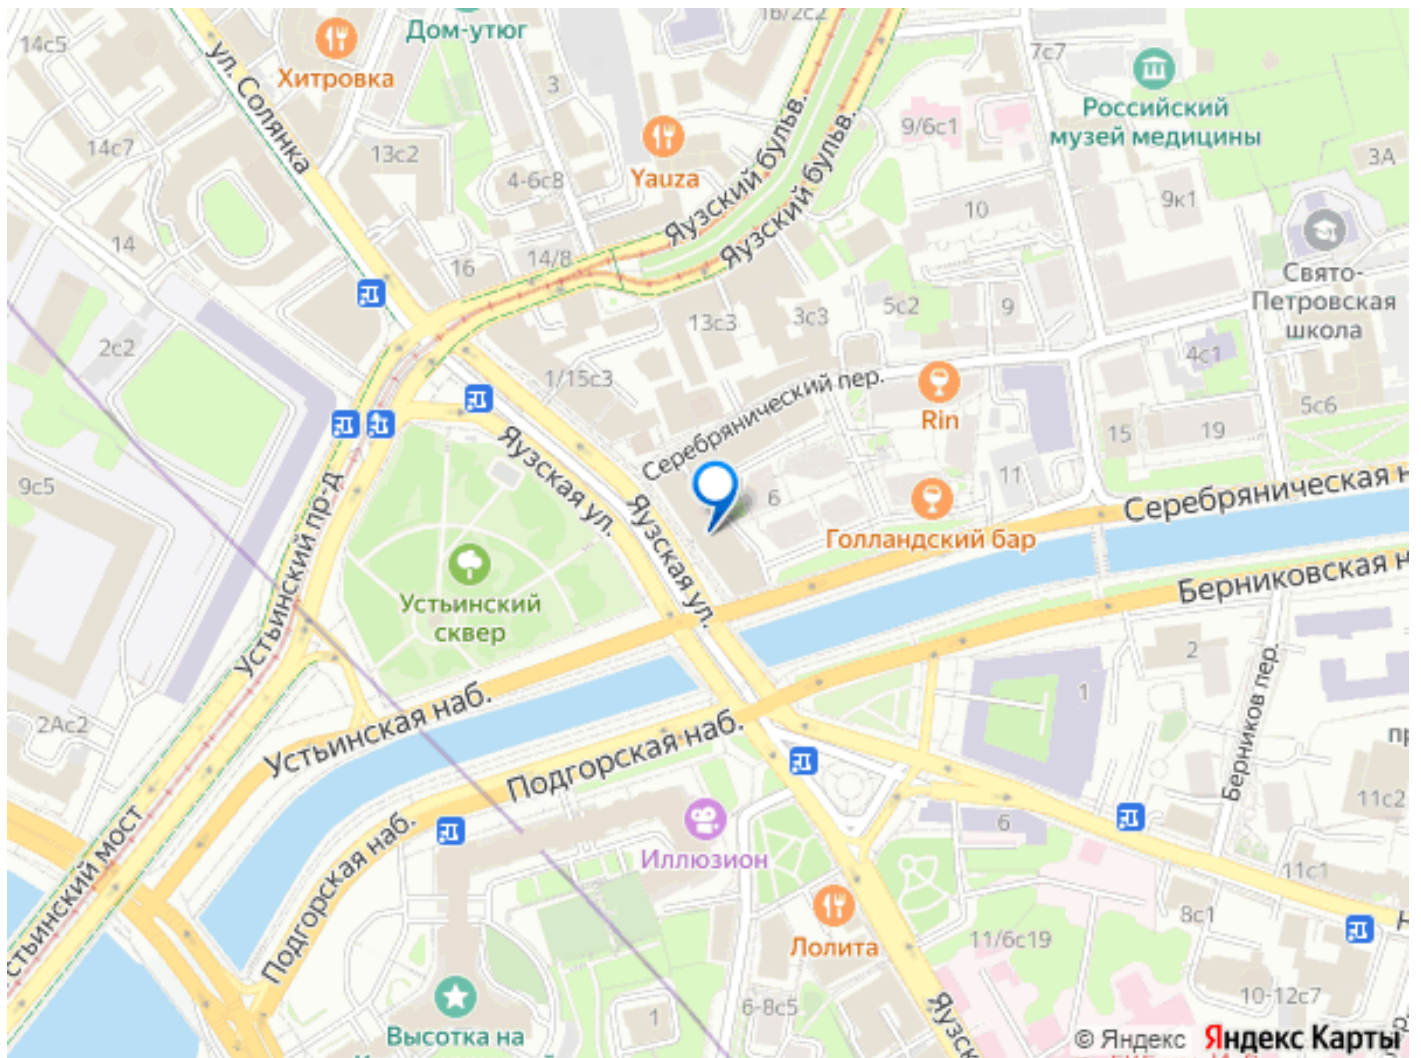 14с5
Дом-утюг
16/2с2
Хитровка
ул. Солянка
3
7с7
Российский
музей медицины
9/6с1
14с7
13с2
Yauza
4-6с8
Яузский бульв.
Яузский бульв.
3А
9к1
10
14
16
14/8
Свято-
Петровская
школа
5с2
9
13с3
3с3
2с2
4с1
1/15с3
Серебрянический пер.
Rin
5с6
15
19
Яузская ул.
11
9с5
6
Серебряническая н
Голландский бар
Устьинский пр-д
Яузская ул.
Берниковская н
Устьинский
сквер
2
Берников пер.
1
2Ас2
Устьинская наб.
Подгорская наб.
пр
11с2
6
Иллюзион
Подгорская наб.
стьинский мост
11с1
8с1
Лолита
11/6с19
6-8с5
1
10-12с7
Высотка на
Яузск
© Яндекс Яндекс Карты